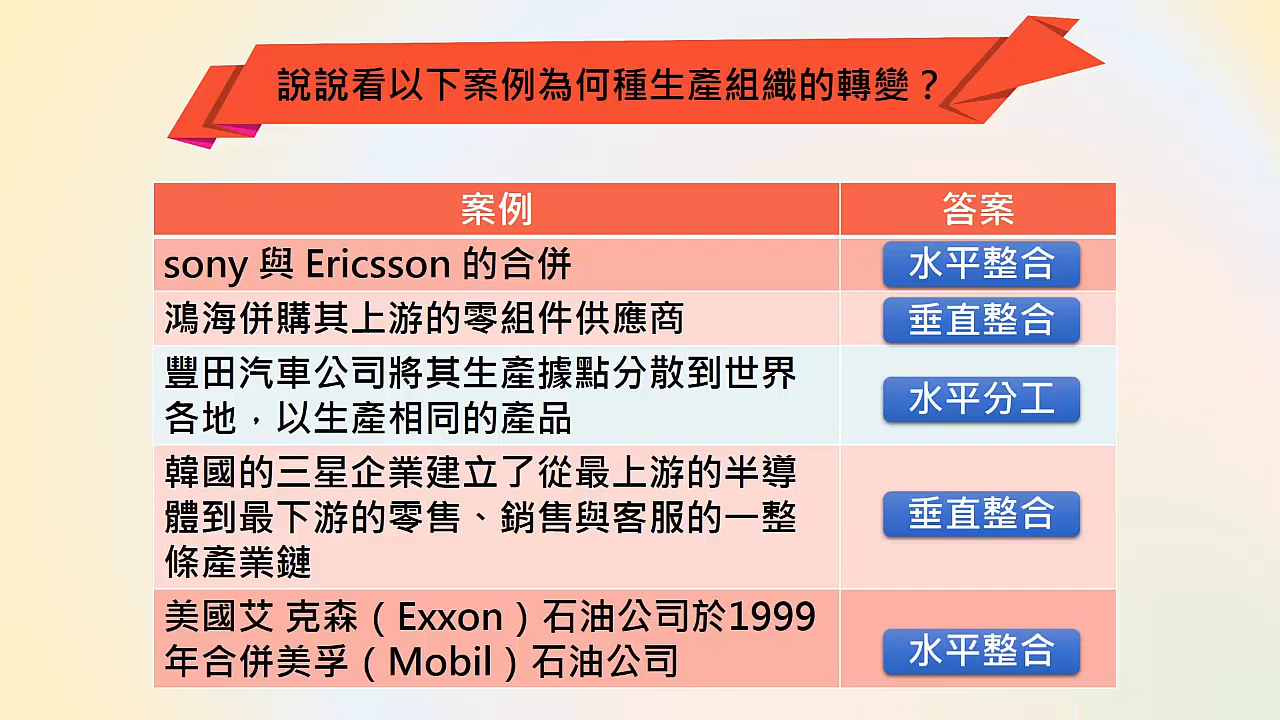 說說看以下案例為何種生產組織的轉變？
案例
答案
sony 與 Ericsson 的合併
水平整合
鴻海併購其上游的零組件供應商
垂直整合
豐田汽車公司將其生產據點分散到世界
各地，以生產相同的產品
水平分工
韓國的三星企業建立了從最上游的半導
體到最下游的零售、銷售與客服的一整
條產業鏈
垂直整合
美國艾 克森（Exxon）石油公司於1999
年合併美孚（Mobil）石油公司
水平整合